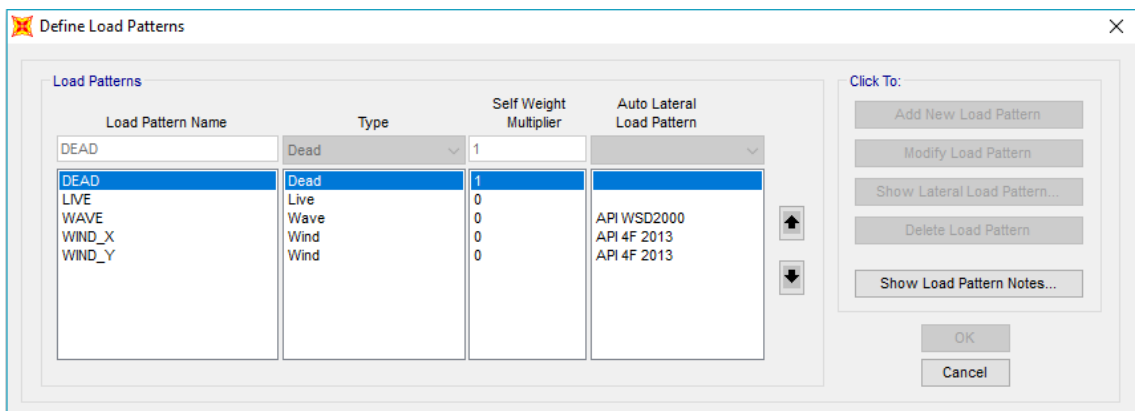 Define Load Patterns
Load Patterns
Load Pattern Name Type Self Weight Multiplier Auto Lateral Load Pattern
DEAD Dead 1
DEAD Dead 1
LIVE Live 0
WAVE Wave 0 API WSD2000
WIND_X Wind 0 API 4F 2013
WIND_Y Wind 0 API 4F 2013
Click To:
Add New Load Pattern
Modify Load Pattern
Show Lateral Load Pattern...
Delete Load Pattern
Show Load Pattern Notes...
OK
Cancel